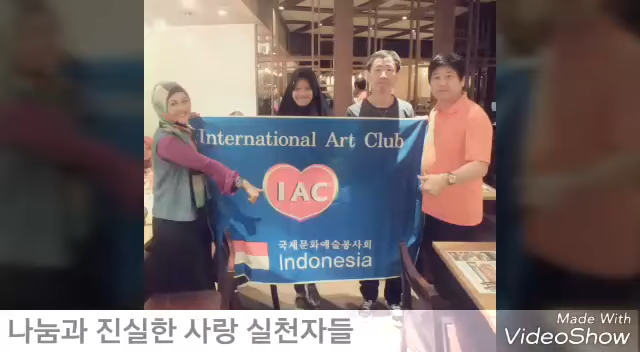 International Art Club
IAC
국제문화예술봉사회
Indonesia
나눔과 진실한 사랑 실천자들
Made With
VideoShow